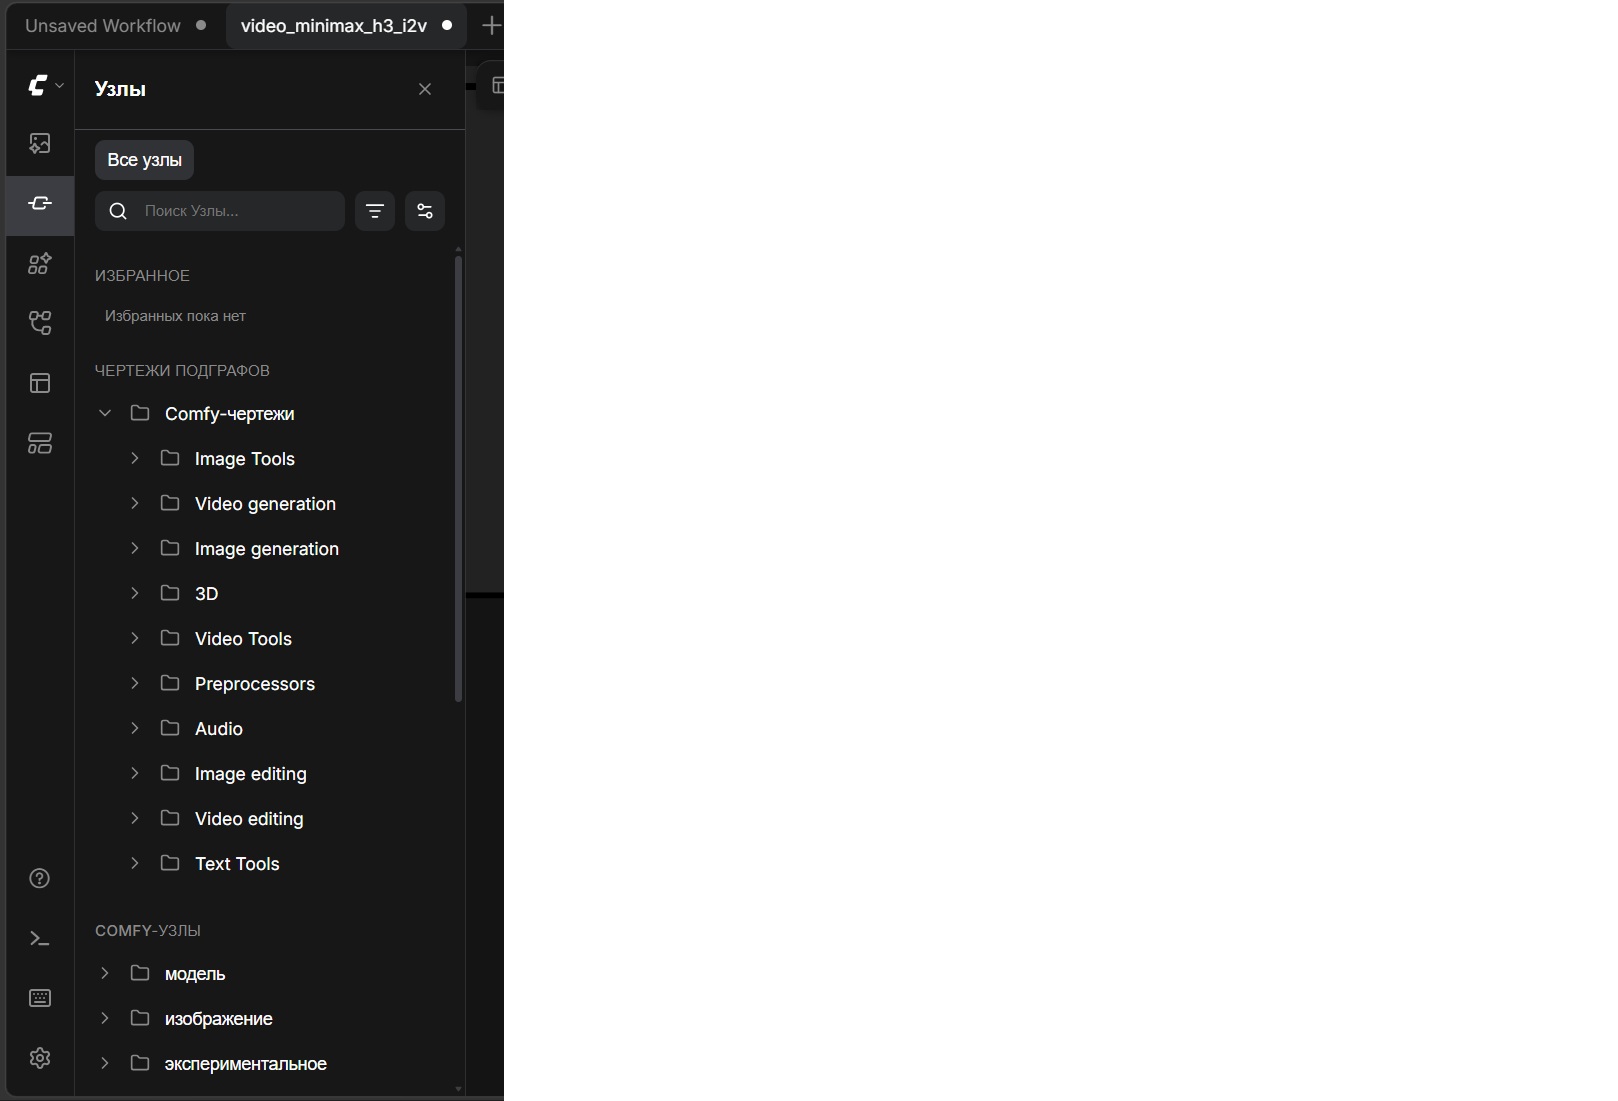 Unsaved Workflow
video_minimax_h3_i2v
Узлы
Все узлы
Поиск Узлы...
ИЗБРАННОЕ
Избранных пока нет
ЧЕРТЕЖИ ПОДГРАФОВ
Comfy-чертежи
Image Tools
Video generation
Image generation
3D
Video Tools
Preprocessors
Audio
Image editing
Video editing
Text Tools
COMFY-УЗЛЫ
модель
изображение
экспериментальное